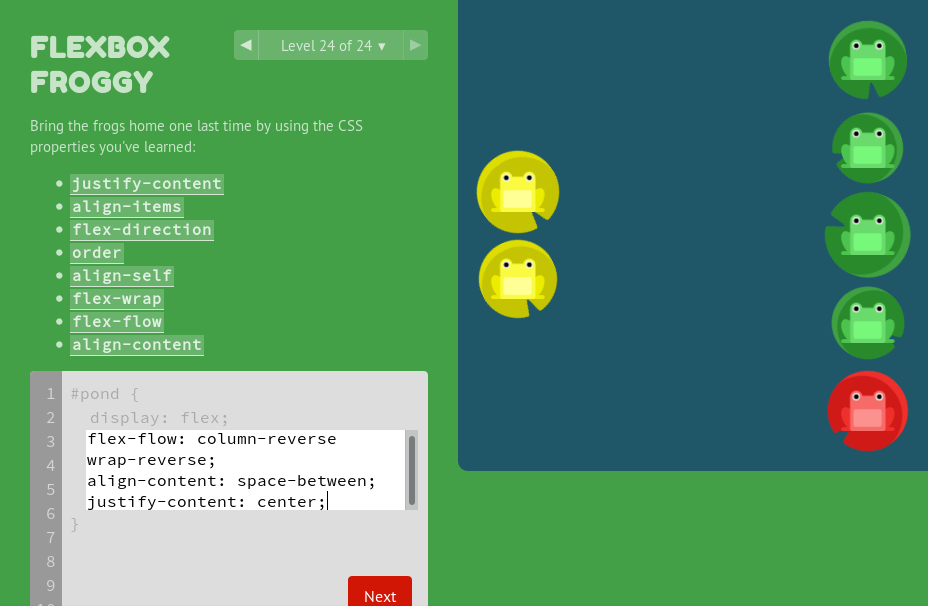 FLEXBOX
FROGGY
◀ Level 24 of 24 ▾ ▶
Bring the frogs home one last time by using the CSS
properties you've learned:
• justify-content
• align-items
• flex-direction
• order
• align-self
• flex-wrap
• flex-flow
• align-content
1 #pond {
2 display: flex;
3 flex-flow: column-reverse
4 wrap-reverse;
5 align-content: space-between;
6 justify-content: center;
}
7
8
9
Next